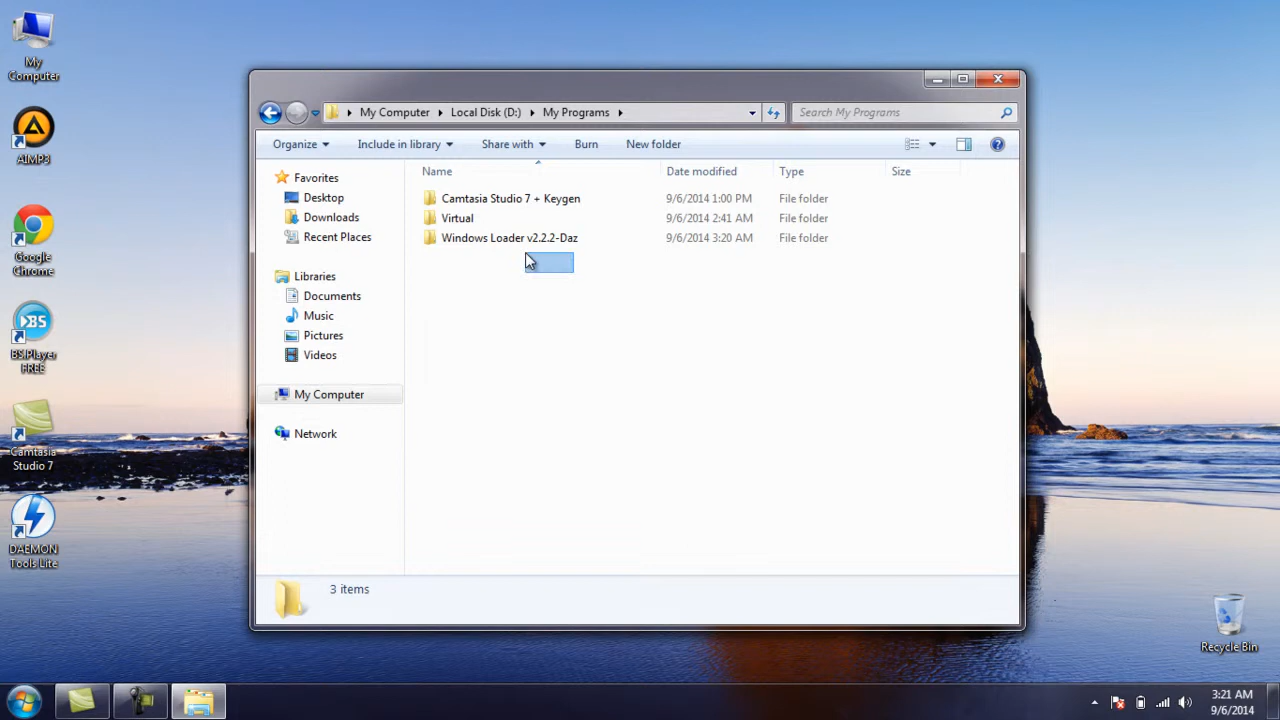 My
Computer
AIMP3
Google
Chrome
BS.Player
FREE
Camtasia
Studio 7
DAEMON
Tools Lite
My Computer
Local Disk (D:)
My Programs
Search My Programs
Organize
Include in library
Share with
Burn
New folder
Favorites
Desktop
Downloads
Recent Places
Libraries
Documents
Music
Pictures
Videos
My Computer
Network
Name Date modified Type Size
Camtasia Studio 7 + Keygen 9/6/2014 1:00 PM File folder
Virtual 9/6/2014 2:41 AM File folder
Windows Loader v2.2.2-Daz 9/6/2014 3:20 AM File folder
3 items
Recycle Bin
3:21 AM
9/6/2014